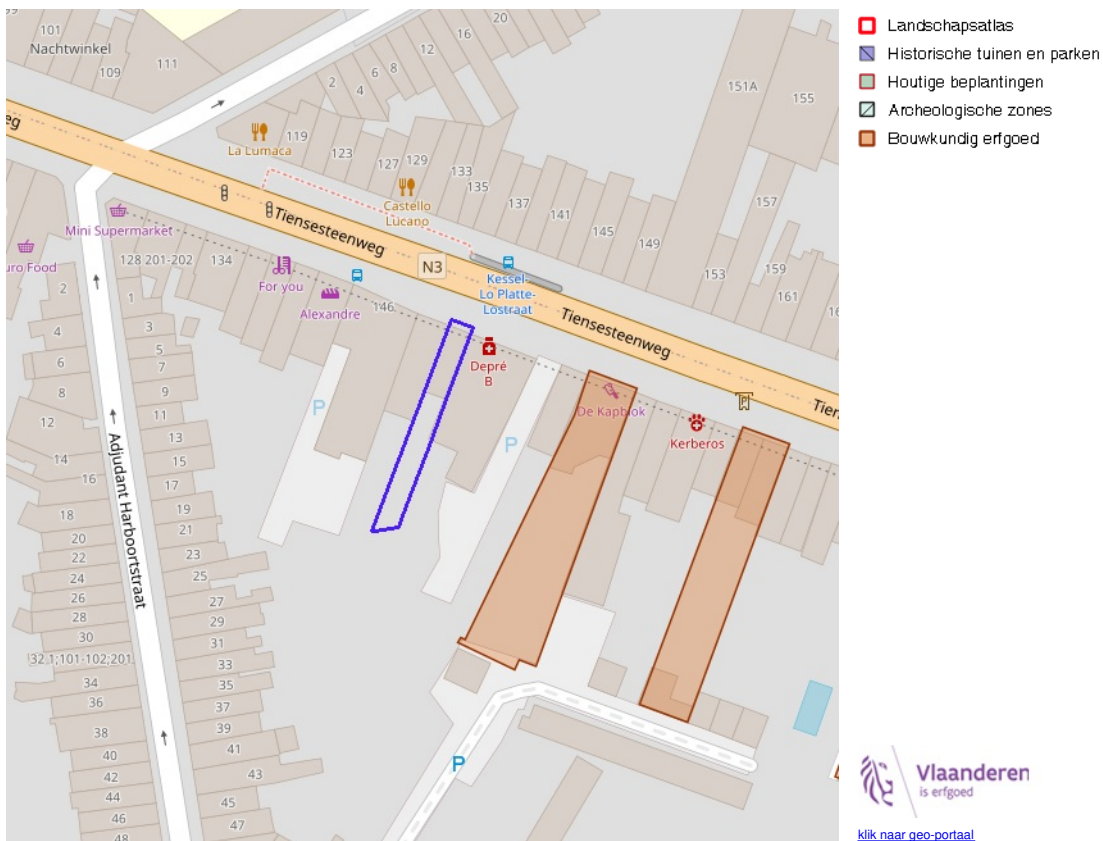 101
Nachtwinkel
109
111
20
16
12
8
6
4
2
151A
155
La Lumaca
119
123
127
129
133
135
137
141
145
149
153
157
159
161
Castello
Lucano
Tiensesteenweg
N3
Kessel-
Lo Platte-
Lostraat
Tiensesteenweg
Mini Supermarket
uro Food
128 201-202
134
For you
Alexandre
146
Depré
B
P
P
De Kapblok
Kerberos
P
2
4
6
8
12
14
16
18
20
22
24
26
28
30
32 1;101-102;201
34
36
38
40
42
44
46
48
Adjudant Harboortstraat
1
3
5
7
9
11
13
15
17
19
21
23
25
27
29
31
33
35
37
39
41
43
45
47
P
Landschapsatlas
Historische tuinen en parken
Houtige beplantingen
Archeologische zones
Bouwkundig erfgoed
Vlaanderen
is erfgoed
klik naar geo-portaal